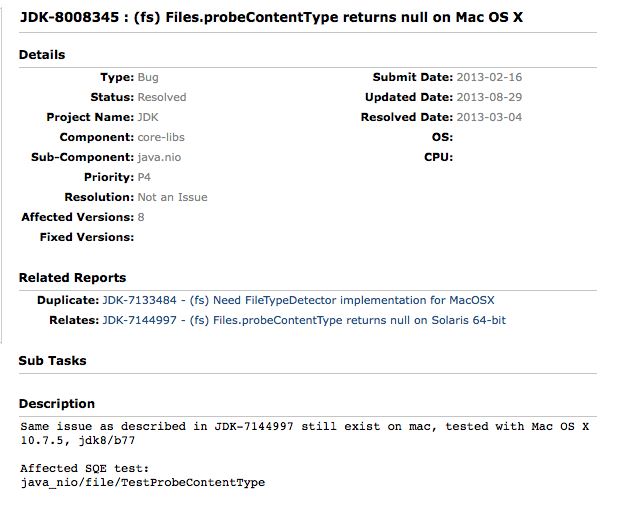 JDK-8008345 : (fs) Files.probeContentType returns null on Mac OS X
Details
Type: Bug
Submit Date: 2013-02-16
Status: Resolved
Updated Date: 2013-08-29
Project Name: JDK
Resolved Date: 2013-03-04
Component: core-libs
OS:
Sub-Component: java.nio
CPU:
Priority: P4
Resolution: Not an Issue
Affected Versions: 8
Fixed Versions:
Related Reports
Duplicate: JDK-7133484 - (fs) Need FileTypeDetector implementation for MacOSX
Relates: JDK-7144997 - (fs) Files.probeContentType returns null on Solaris 64-bit
Sub Tasks
Description
Same issue as described in JDK-7144997 still exist on mac, tested with Mac OS X
10.7.5, jdk8/b77
Affected SQE test:
java_nio/file/TestProbeContentType